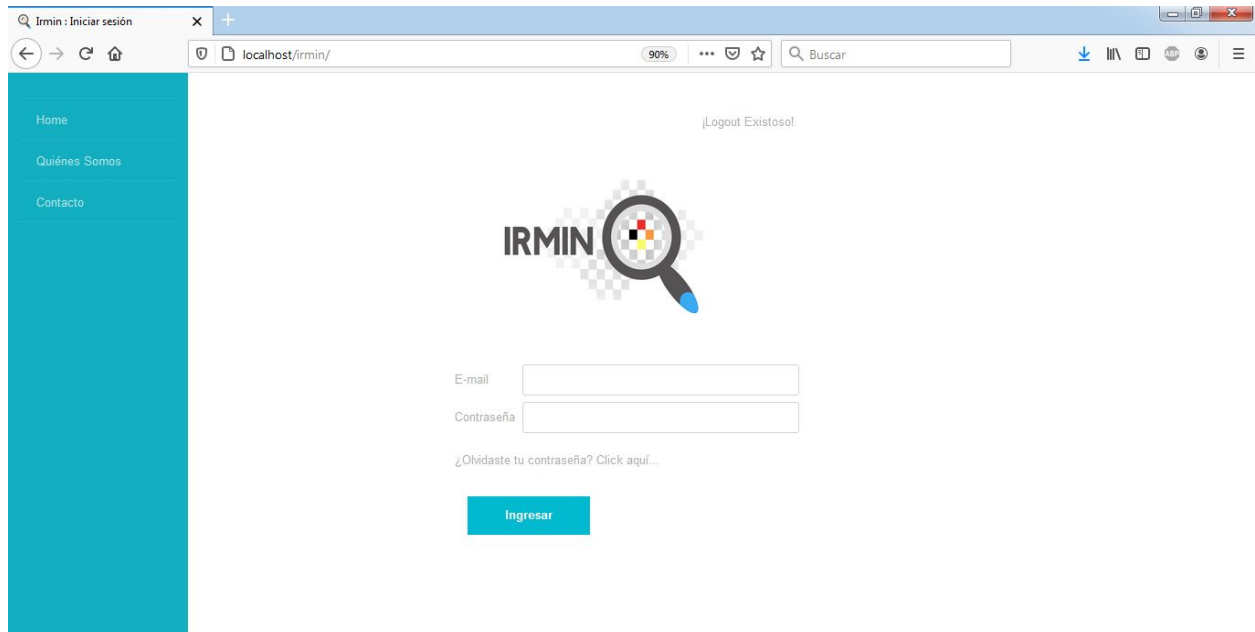 Irmin : Iniciar sesión
localhost/irmin/
90%
Buscar
ABP
Home
Quiénes Somos
Contacto
¡Logout Existoso!
IRMIN
E-mail
Contraseña
¿Olvidaste tu contraseña? Click aquí...
Ingresar